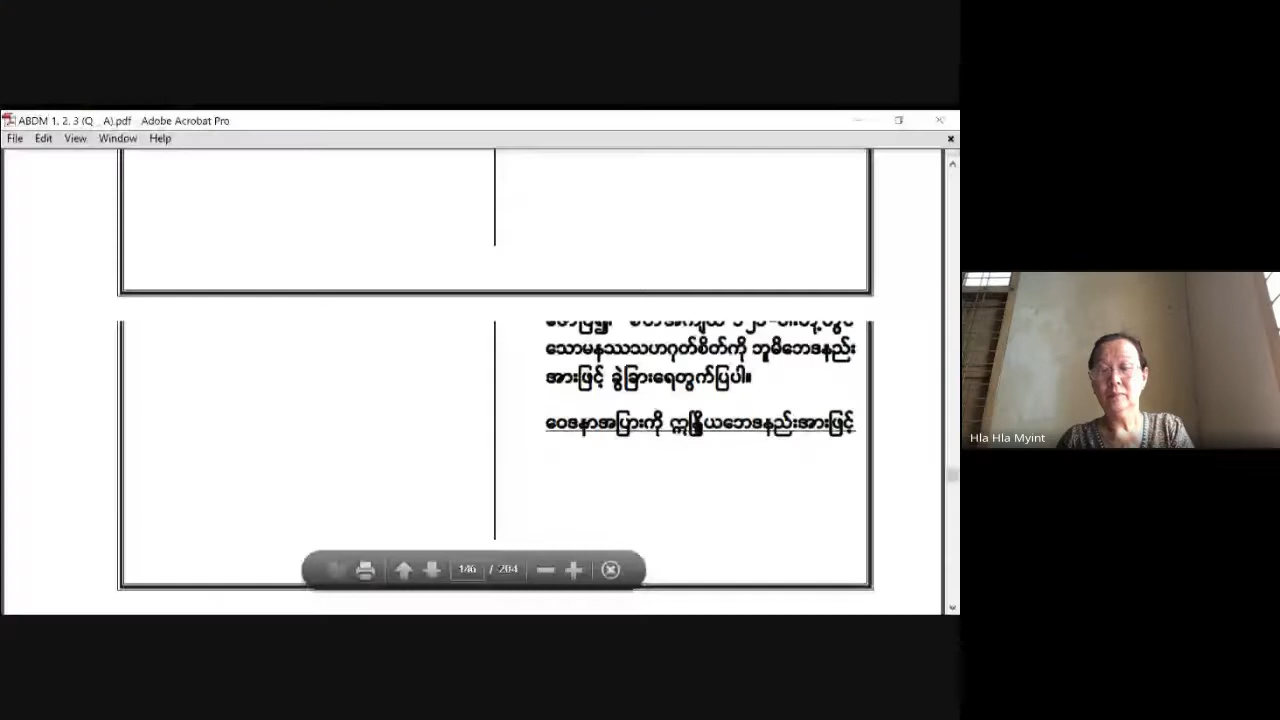 ABDM 1, 2, 3 (Q _ A).pdf - Adobe Acrobat Pro
File Edit View Window Help
သောမနဿသဟဂုတ်စိတ်ကို ဘူမိဘေဒနည်း
အားဖြင့် ခွဲခြားရေတွက်ပြပါ။
ဝေဒနာအပြားကို ဣန္ဒြိယဘေဒနည်းအားဖြင့်
146 / 204
Hla Hla Myint